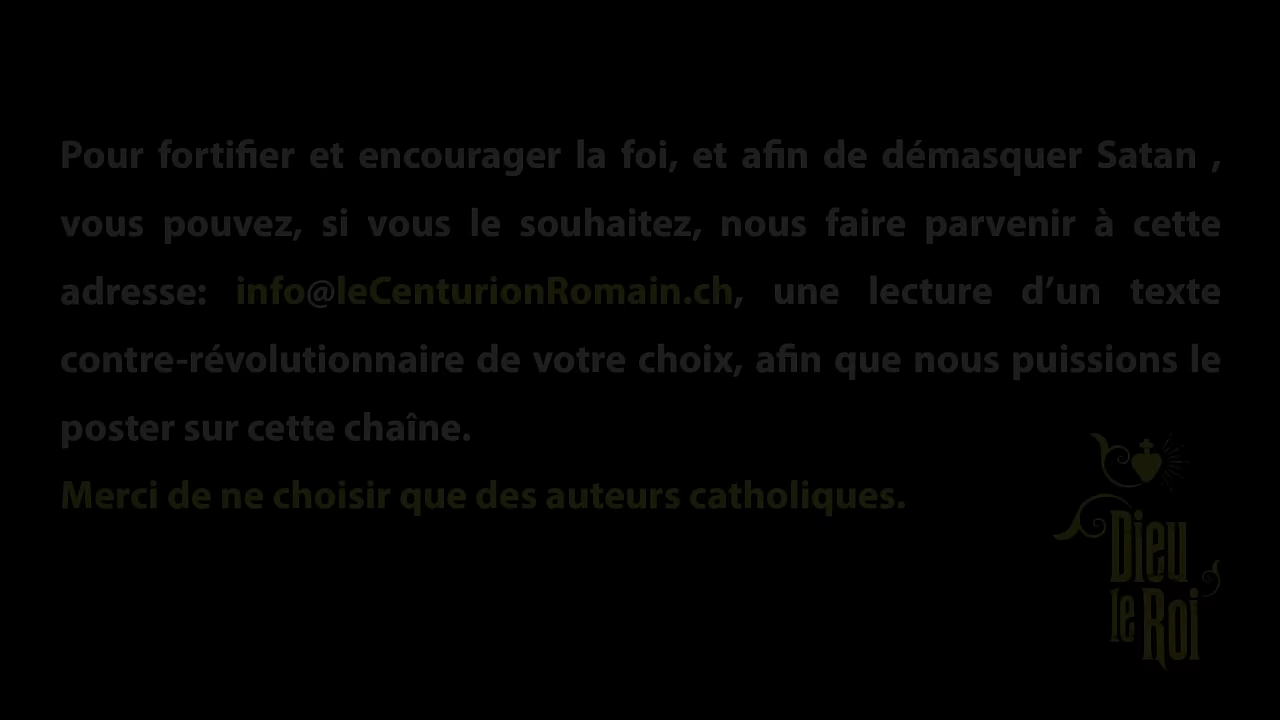 Pour fortifier et encourager la foi, et afin de démasquer Satan ,
vous pouvez, si vous le souhaitez, nous faire parvenir à cette
adresse: info@leCenturionRomain.ch, une lecture d’un texte
contre-révolutionnaire de votre choix, afin que nous puissions le
poster sur cette chaîne.
Merci de ne choisir que des auteurs catholiques.
Dieu
le Roi